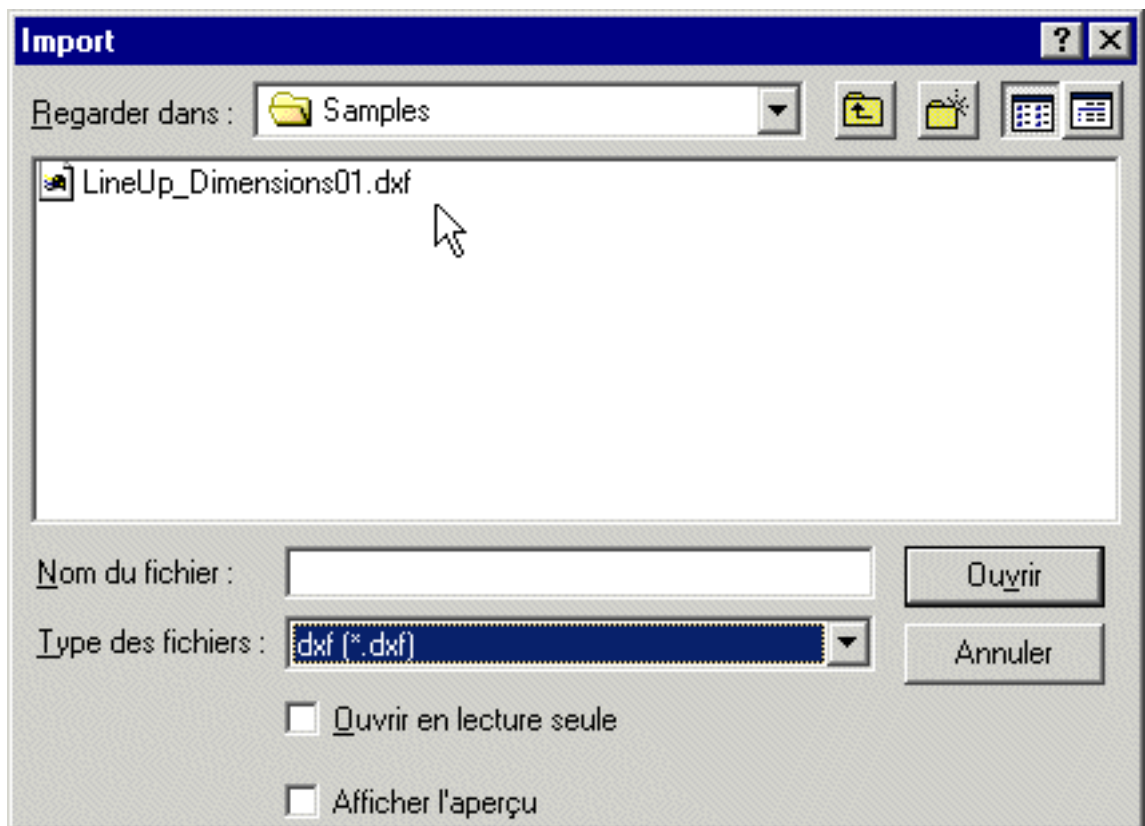 Import
Regarder dans : Samples
LineUp_Dimensions01.dxf
Nom du fichier : Ouvrir
Type des fichiers : dxf (*.dxf) Annuler
Ouvrir en lecture seule
Afficher l'aperçu